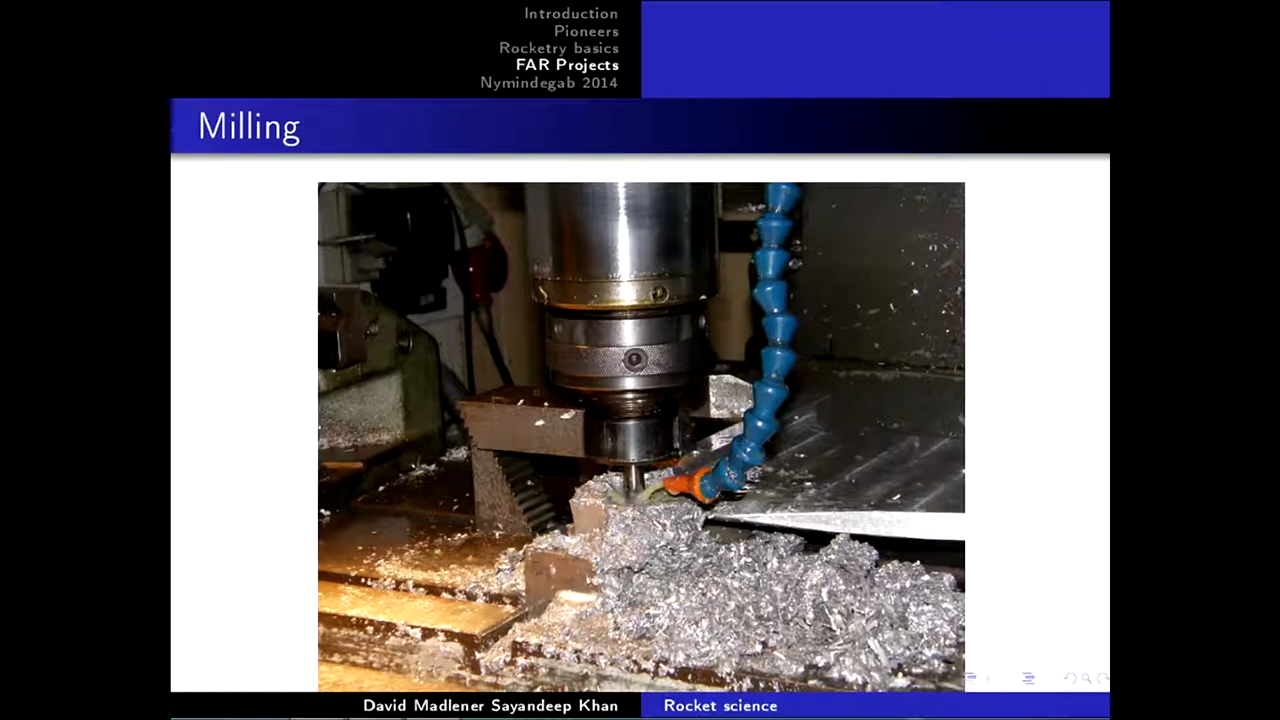 Introduction
Pioneers
Rocketry basics
FAR Projects
Nymindegab 2014
Milling
David Madlener Sayandeep Khan
Rocket science